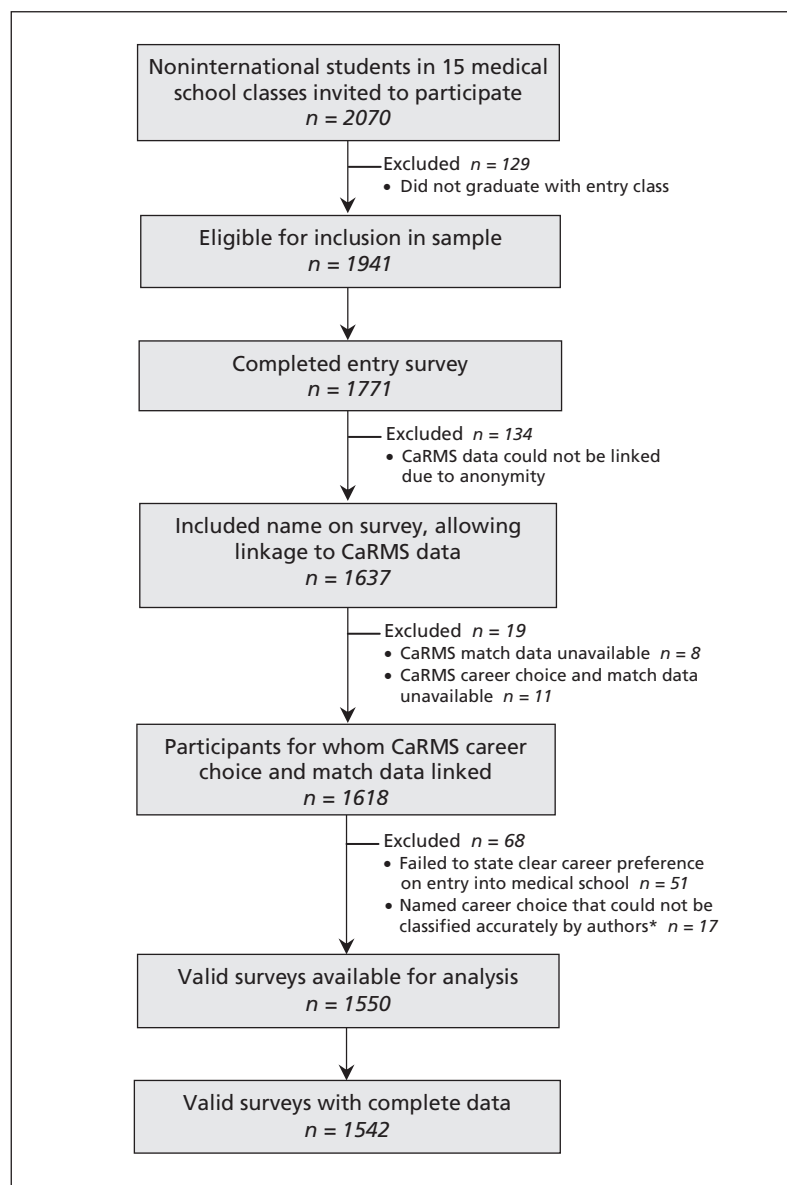 Noninternational students in 15 medical
school classes invited to participate
n = 2070
Excluded n = 129
• Did not graduate with entry class
Eligible for inclusion in sample
n = 1941
Completed entry survey
n = 1771
Excluded n = 134
• CaRMS data could not be linked
due to anonymity
Included name on survey, allowing
linkage to CaRMS data
n = 1637
Excluded n = 19
• CaRMS match data unavailable n = 8
• CaRMS career choice and match data
unavailable n = 11
Participants for whom CaRMS career
choice and match data linked
n = 1618
Excluded n = 68
• Failed to state clear career preference
on entry into medical school n = 51
• Named career choice that could not be
classified accurately by authors* n = 17
Valid surveys available for analysis
n = 1550
Valid surveys with complete data
n = 1542